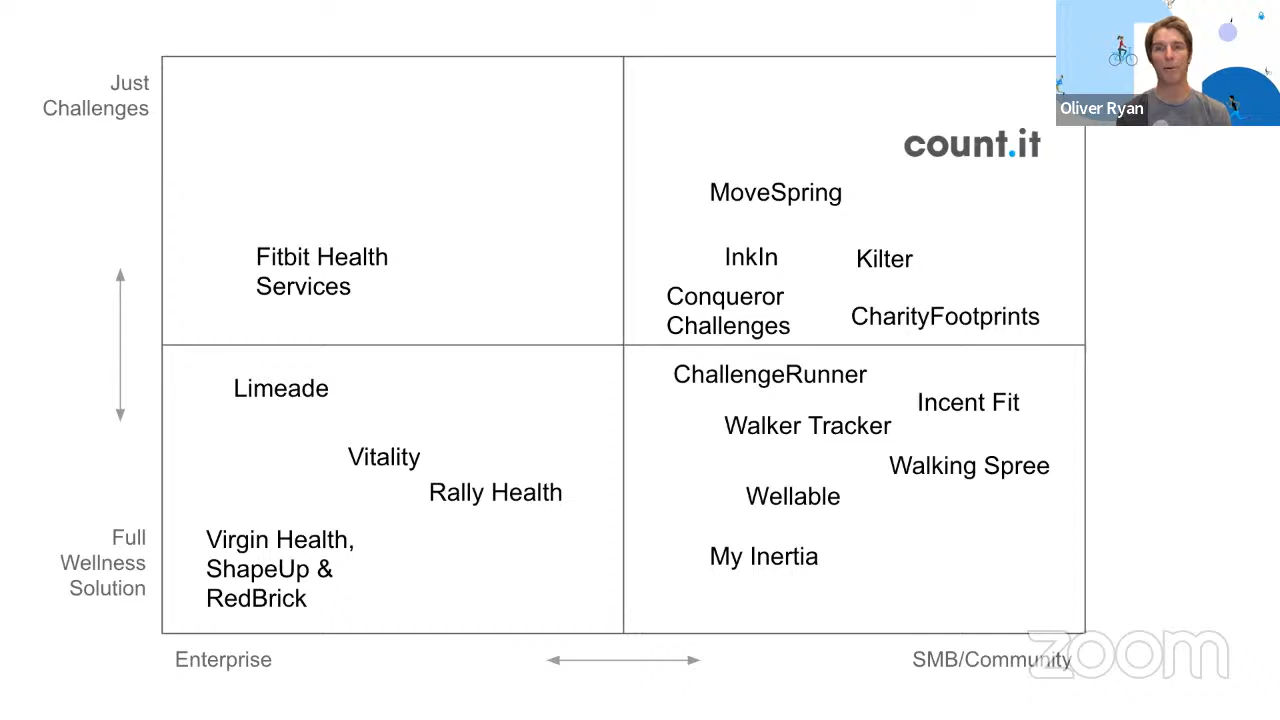 Just
Challenges
Oliver Ryan
count.it
MoveSpring
Fitbit Health
Services
InkIn
Kilter
Conqueror
Challenges
CharityFootprints
Limeade
ChallengeRunner
Incent Fit
Walker Tracker
Vitality
Walking Spree
Rally Health
Wellable
Full
Wellness
Solution
Virgin Health,
ShapeUp &
RedBrick
My Inertia
Enterprise
SMB/Community
zoom